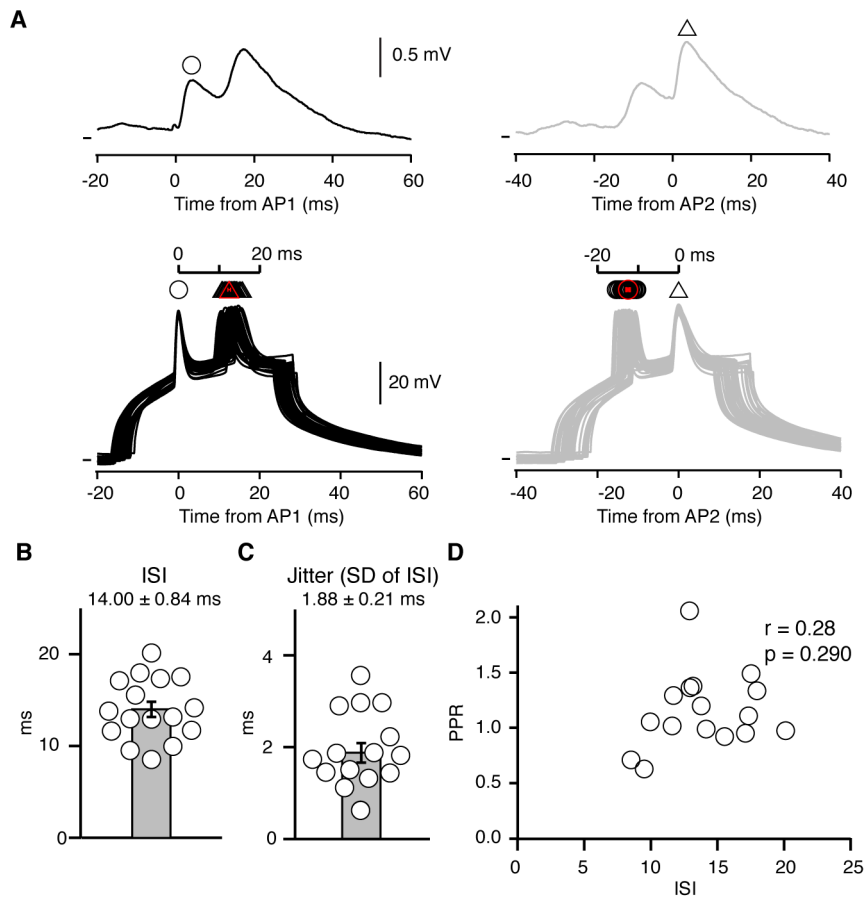 A
0.5 mV
-20 0 20 40 60
Time from AP1 (ms)
-40 -20 0 20 40
Time from AP2 (ms)
0 20 ms
-20 0 ms
20 mV
-20 0 20 40 60
Time from AP1 (ms)
-40 -20 0 20 40
Time from AP2 (ms)
B
ISI
14.00 ± 0.84 ms
20
10
0
ms
C
Jitter (SD of ISI)
1.88 ± 0.21 ms
4
2
0
ms
D
r = 0.28
p = 0.290
2.0
1.5
1.0
0.5
0.0
PPR
0 5 10 15 20 25
ISI